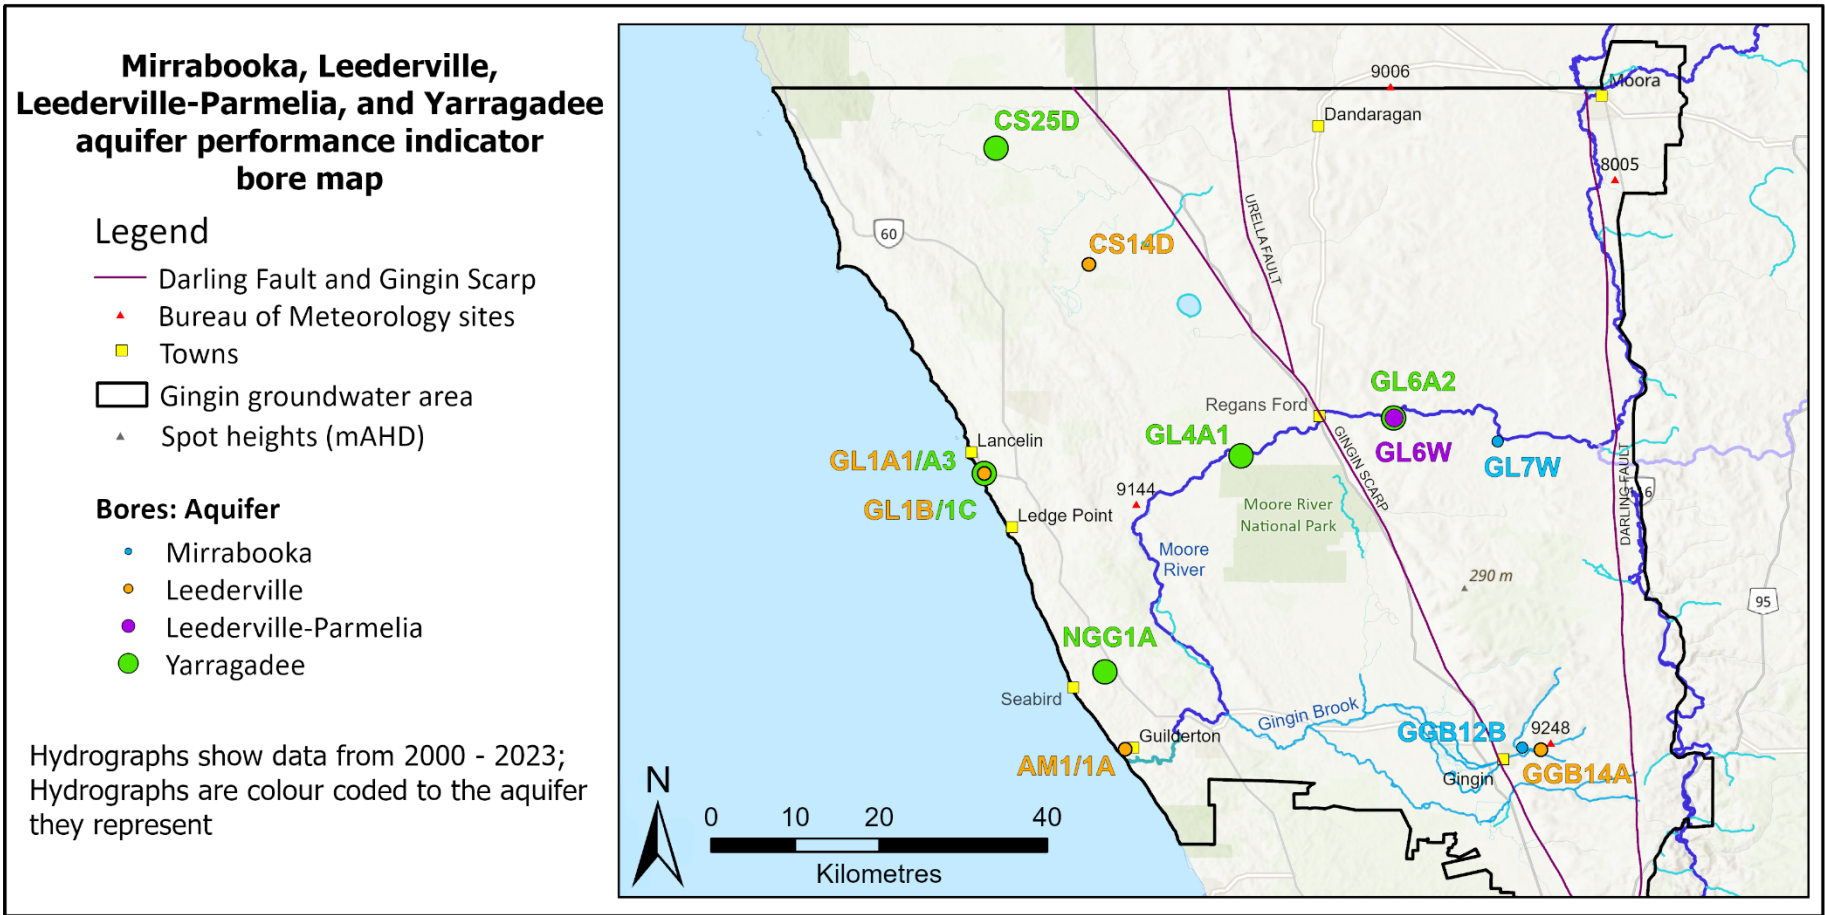 Mirrabooka, Leederville,
Leederville-Parmelia, and Yarragadee
aquifer performance indicator
bore map
Legend
Darling Fault and Gingin Scarp
Bureau of Meteorology sites
Towns
Gingin groundwater area
Spot heights (mAHD)
Bores: Aquifer
Mirrabooka
Leederville
Leederville-Parmelia
Yarragadee
Hydrographs show data from 2000 - 2023;
Hydrographs are colour coded to the aquifer
they represent
9006
Moora
Dandaragan
CS25D
8005
URELLA FAULT
60
CS14D
GL6A2
Regans Ford
GL4A1
GL6W
GL7W
GINGIN SCARP
DARLING FAULT
Lancelin
GL1A1/A3
GL1B/1C
9144
Ledge Point
Moore River
National Park
Moore
River
290 m
95
NGG1A
Seabird
Gingin Brook
Guilderton
AM1/1A
GGB12B
9248
Gingin
GGB14A
N
0 10 20 40
Kilometres